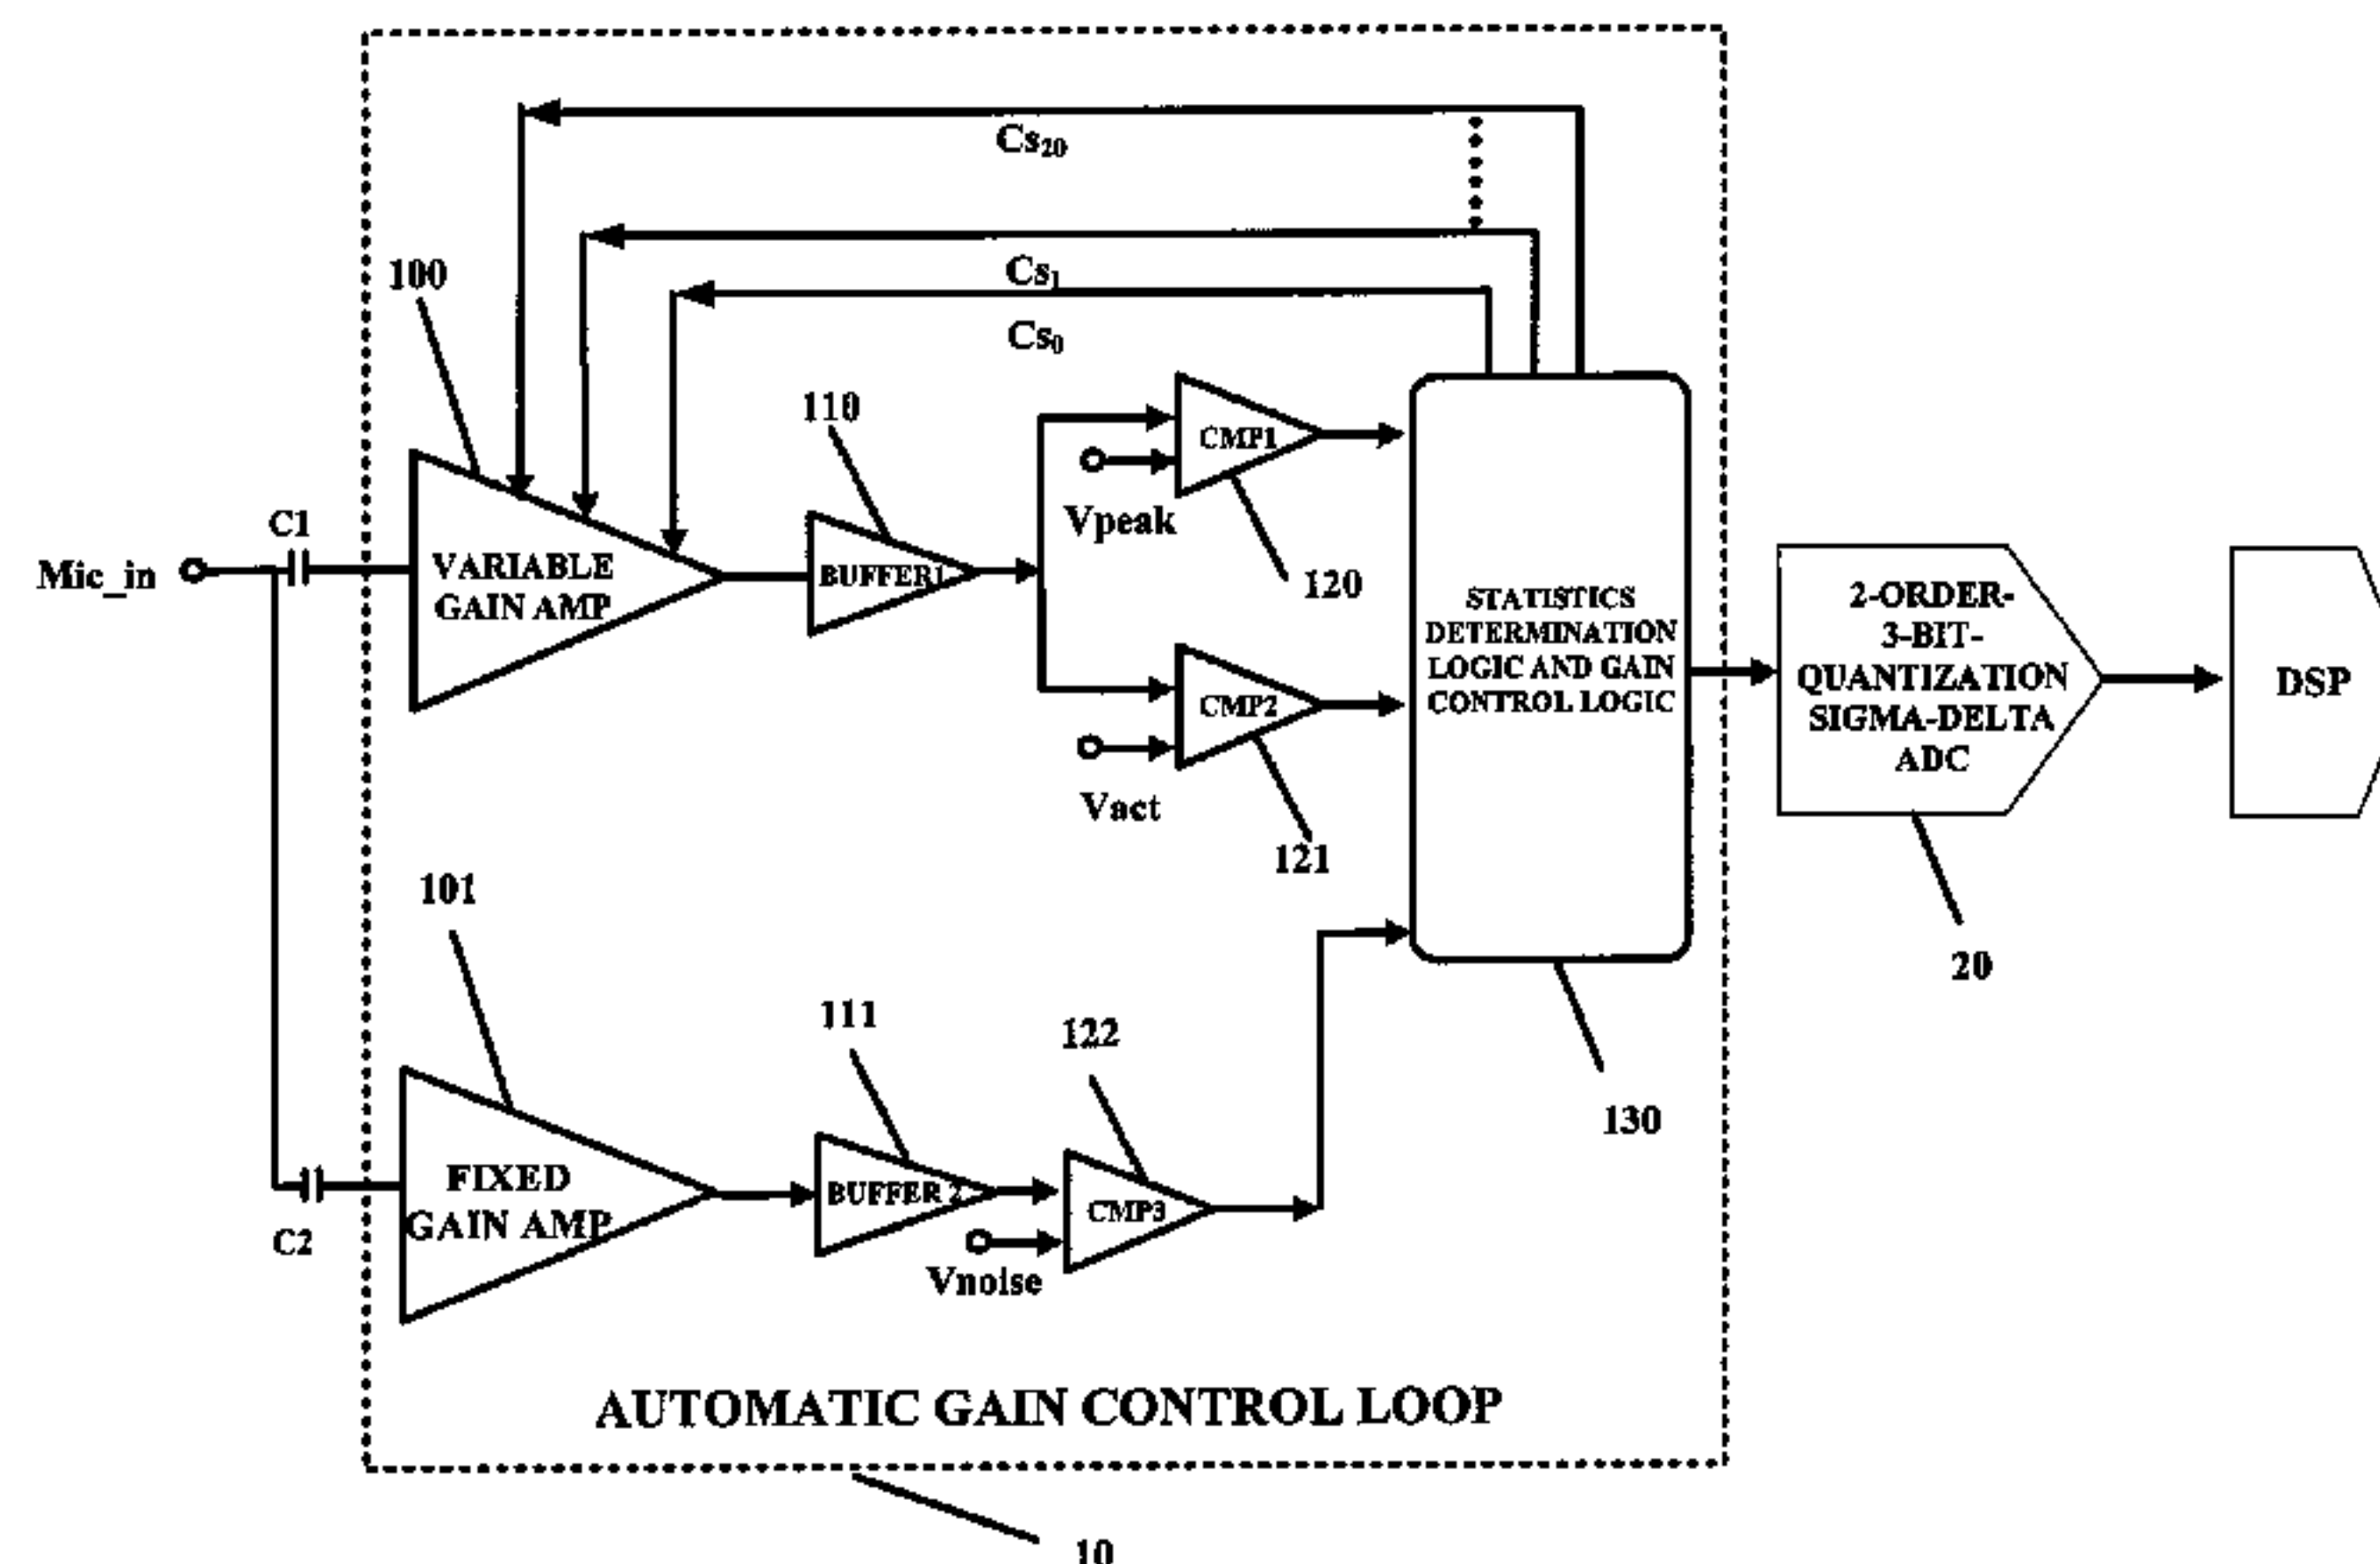 Cs20
Cs1
Cs0
100
110
C1
Mic_in
VARIABLE
GAIN AMP
BUFFER1
CMP1
Vpeak
120
CMP2
Vact
121
STATISTICS
DETERMINATION
LOGIC AND GAIN
CONTROL LOGIC
2-ORDER-
3-BIT-
QUANTIZATION
SIGMA-DELTA
ADC
DSP
20
130
101
111
122
C2
FIXED
GAIN AMP
BUFFER 2
CMP3
Vnoise
AUTOMATIC GAIN CONTROL LOOP
10